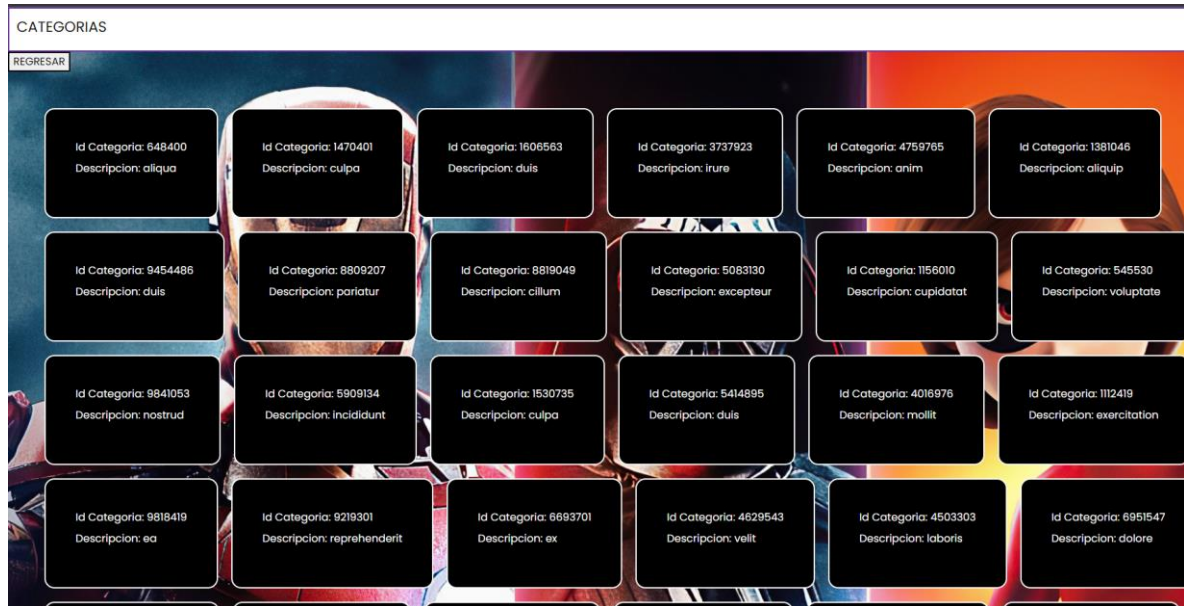 CATEGORIAS
REGRESAR
Id Categoria: 648400
Descripcion: aliqua
Id Categoria: 1470401
Descripcion: culpa
Id Categoria: 1606563
Descripcion: duis
Id Categoria: 3737923
Descripcion: irure
Id Categoria: 4759765
Descripcion: anim
Id Categoria: 1381046
Descripcion: aliquip
Id Categoria: 9454486
Descripcion: duis
Id Categoria: 8809207
Descripcion: pariatur
Id Categoria: 8819049
Descripcion: cillum
Id Categoria: 5083130
Descripcion: excepteur
Id Categoria: 1156010
Descripcion: cupidatat
Id Categoria: 545530
Descripcion: voluptate
Id Categoria: 9841053
Descripcion: nostrud
Id Categoria: 5909134
Descripcion: incididunt
Id Categoria: 1530735
Descripcion: culpa
Id Categoria: 5414895
Descripcion: duis
Id Categoria: 4016976
Descripcion: mollit
Id Categoria: 1112419
Descripcion: exercitation
Id Categoria: 9818419
Descripcion: ea
Id Categoria: 9219301
Descripcion: reprehenderit
Id Categoria: 6693701
Descripcion: ex
Id Categoria: 4629543
Descripcion: velit
Id Categoria: 4503303
Descripcion: laboris
Id Categoria: 6951547
Descripcion: dolore